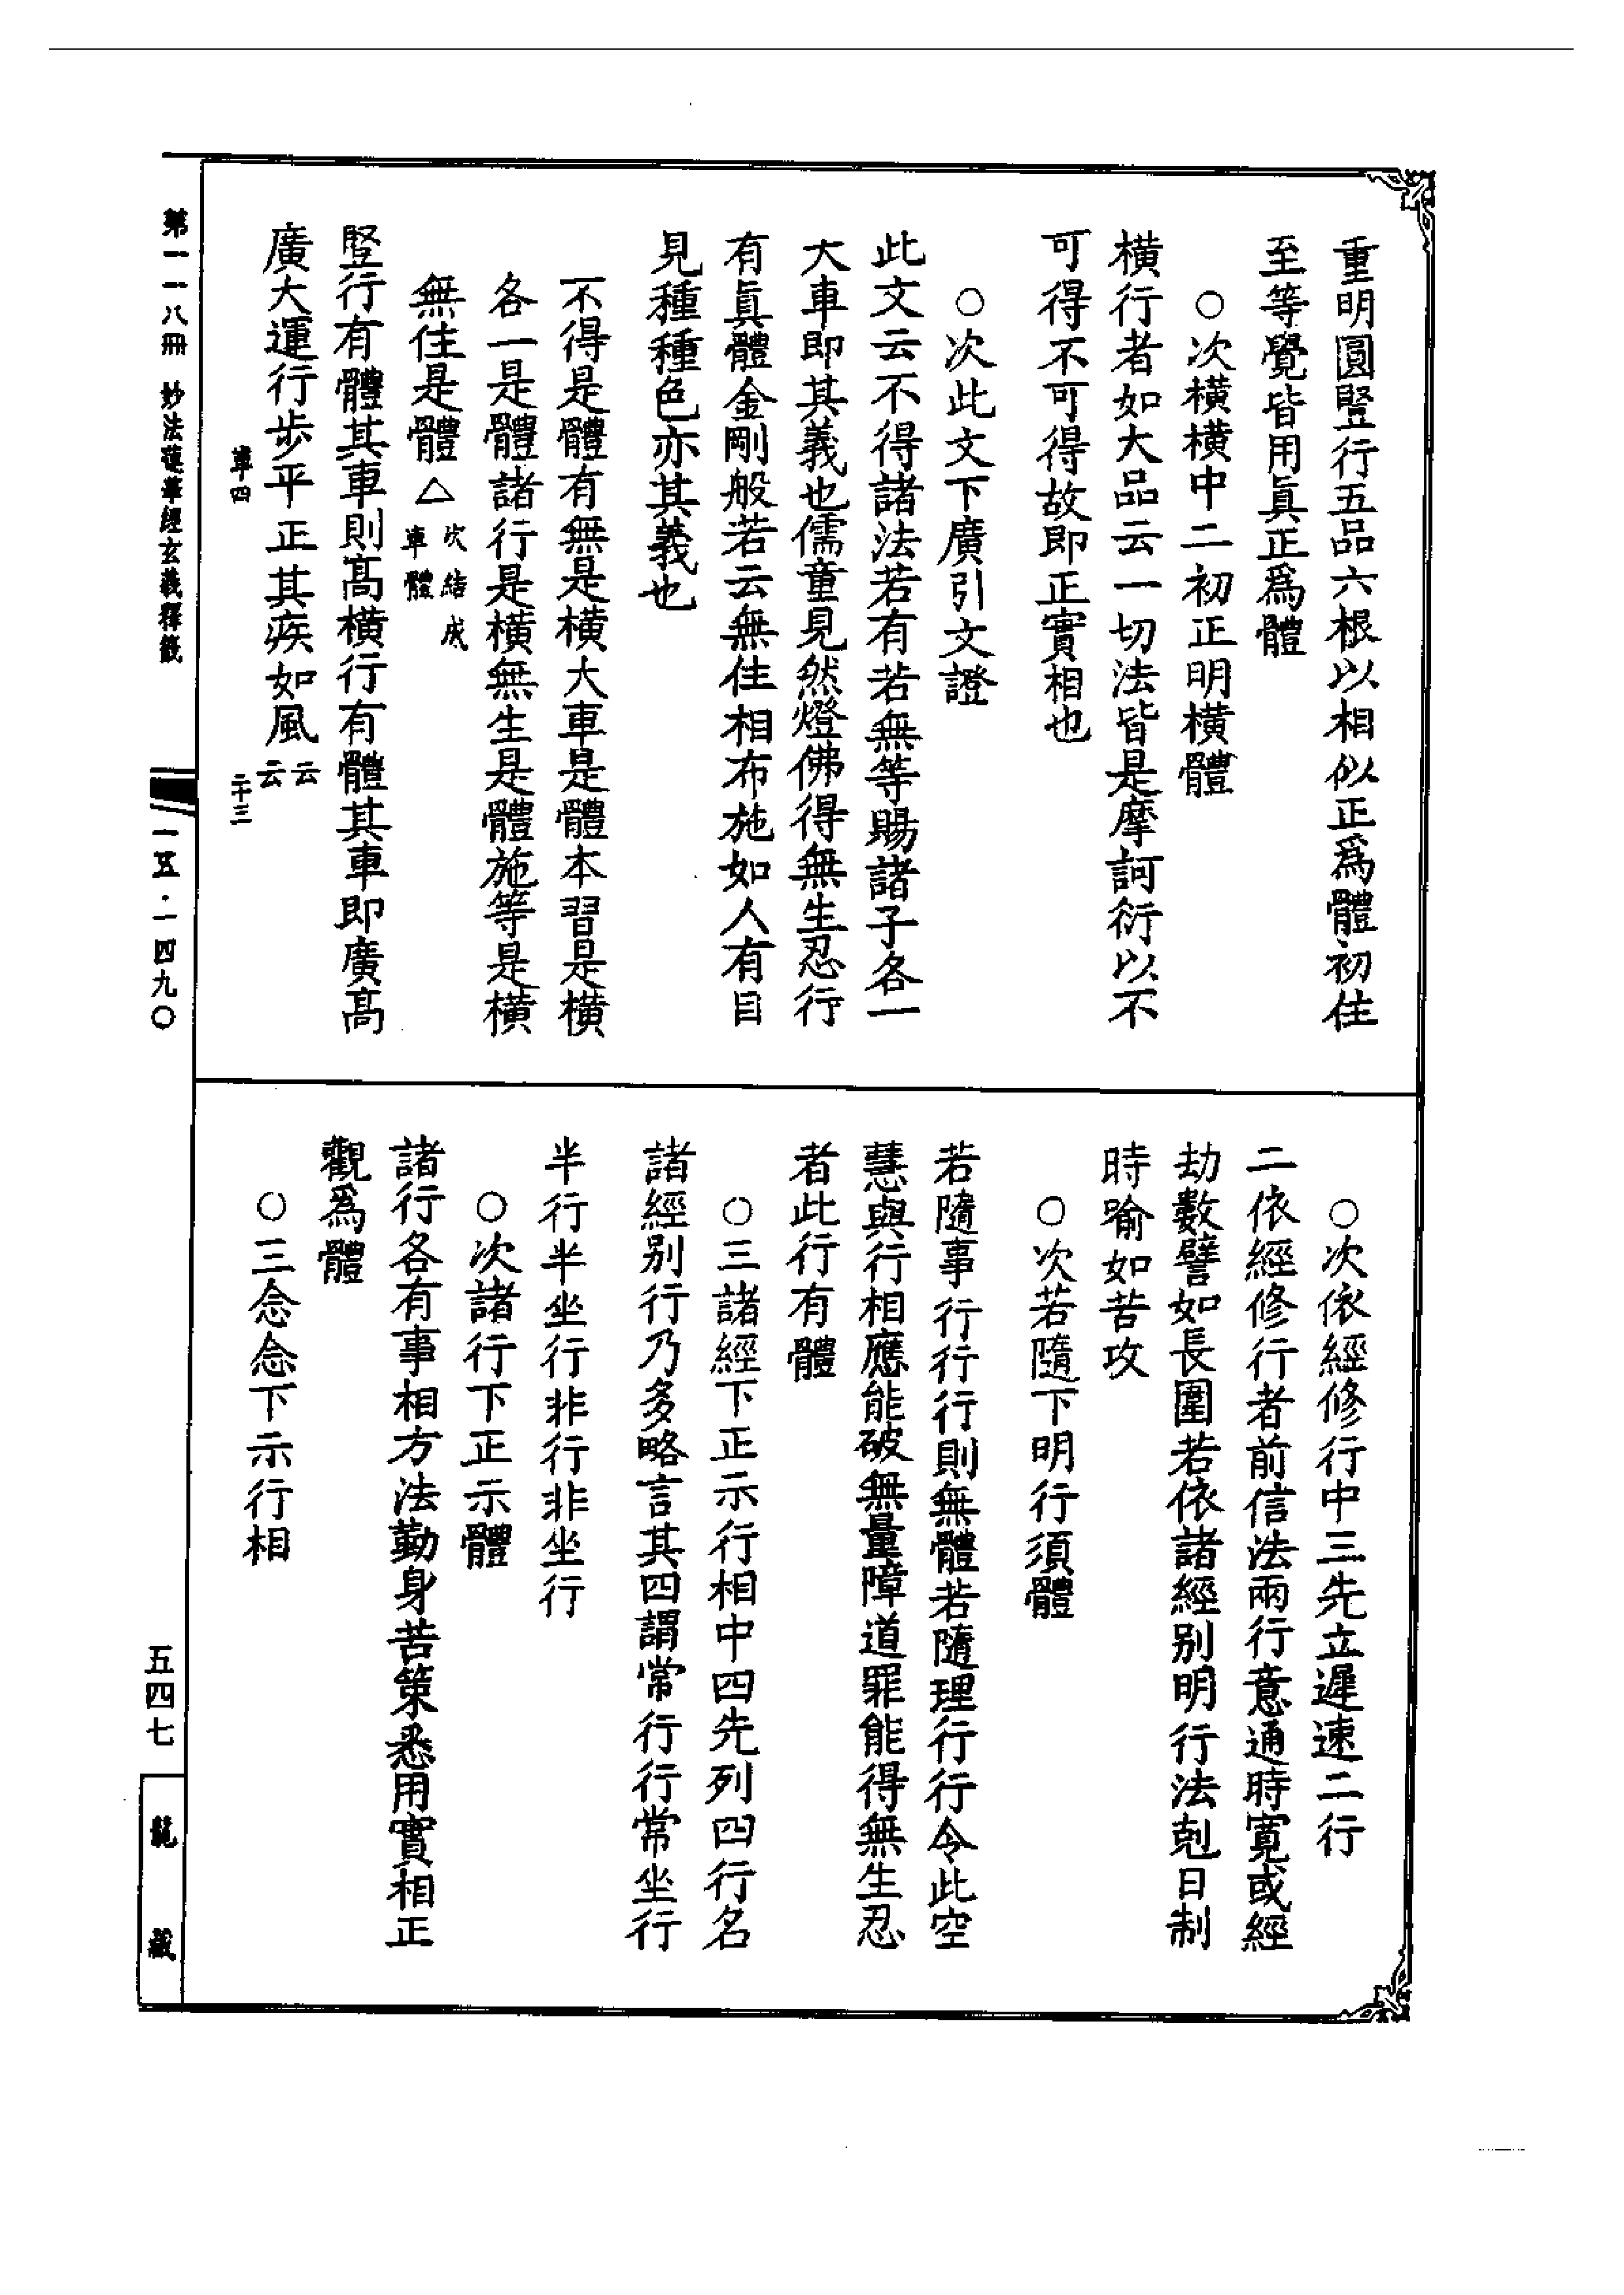 重明圓豎行五品六根以相似正爲體初住
至等覺皆用眞正爲體
○次橫橫中二初正明橫體
橫行者如大品云一切法皆是摩訶衍以不
可得不可得故即正實相也
○次此文下廣引文證
此文云不得諸法若有若無等賜諸子各一
大車即其義也儒童見然燈佛得無生忍行
有眞體金剛般若云無住相布施如人有目
見種種色亦其義也
不得是體有無是橫大車是體本習是橫
各一是體諸行是橫無生是體施等是橫
無住是體△次結成
車體
豎行有體其車則髙橫行有體其車即廣髙
廣大運行步平正其疾如風云
云
車四
二十三
○次依經修行中三先立遲速二行
二依經修行者前信法兩行意通時寬或經
劫數譬如長圍若依諸經別明行法剋日制
時喻如苦攻
○次若隨下明行須體
若隨事行行行則無體若隨理行行令此空
慧與行相應能破無量障道罪能得無生忍
者此行有體
○三諸經下正示行相中四先列四行名
諸經別行乃多略言其四謂常行行常坐行
半行半坐行非行非坐行
○次諸行下正示體
諸行各有事相方法勤身苦策悉用實相正
觀爲體
○三念念下示行相
第一一八冊 妙法蓮華經玄義釋籤
一五·一四九〇
五四七
龍藏